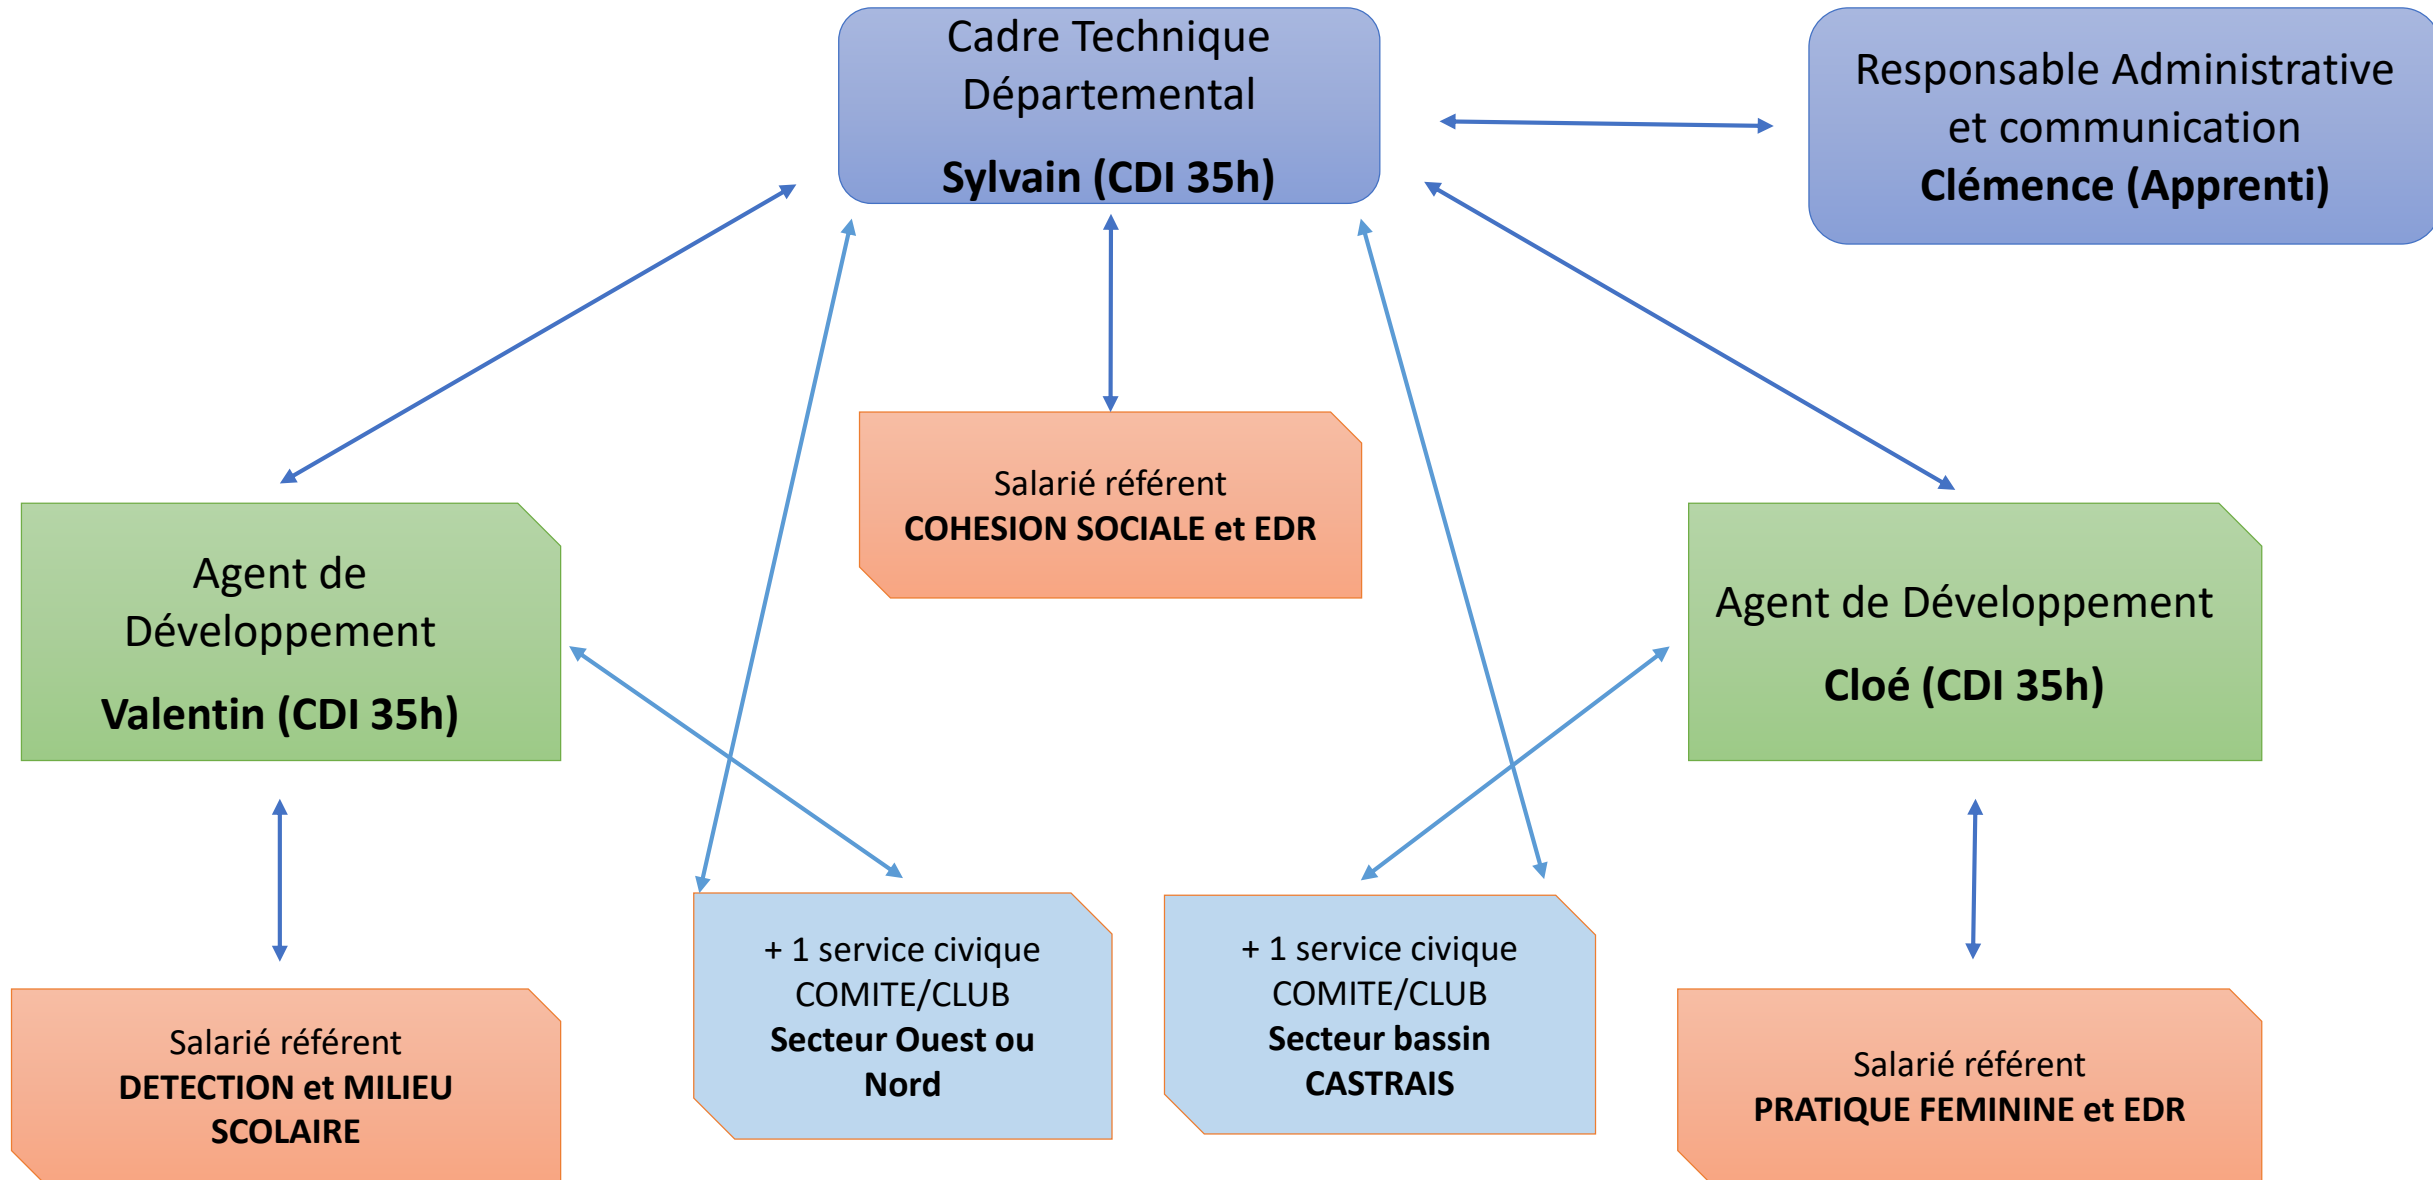 Cadre Technique
Départemental
Sylvain (CDI 35h)
Responsable Administrative
et communication
Clémence (Apprenti)
Salarié référent
COHESION SOCIALE et EDR
Agent de
Développement
Valentin (CDI 35h)
Agent de Développement
Cloé (CDI 35h)
+ 1 service civique
COMITE/CLUB
Secteur Ouest ou
Nord
+ 1 service civique
COMITE/CLUB
Secteur bassin
CASTRAIS
Salarié référent
DETECTION et MILIEU
SCOLAIRE
Salarié référent
PRATIQUE FEMININE et EDR